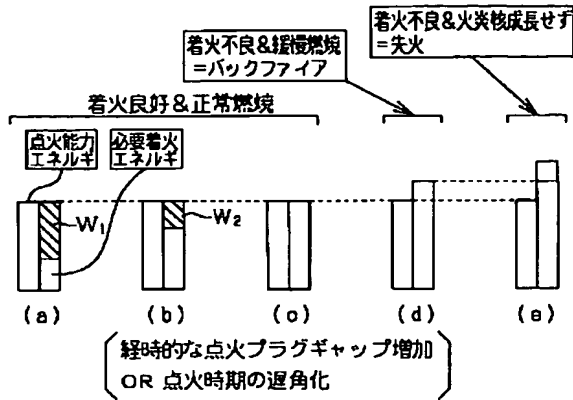 着火不良&緩慢燃焼
=バックファイア
着火不良&火炎核成長せず
=失火
着火良好&正常燃焼
点火能力
エネルギ
必要着火
エネルギ
W1
W2
(a)
(b)
(c)
(d)
(e)
経時的な点火プラグギャップ増加
OR 点火時期の遅角化